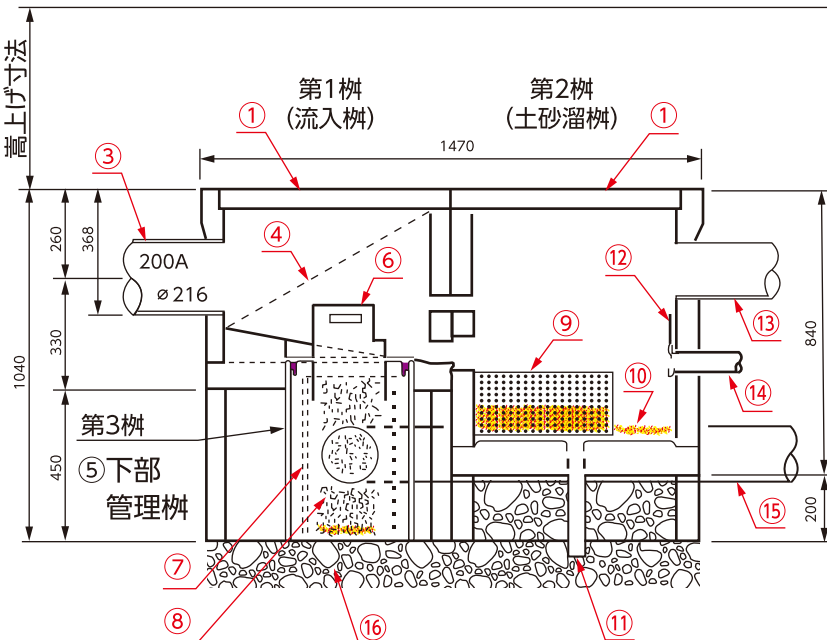 嵩上げ寸法
第1桝
(流入桝)
第2桝
(土砂溜桝)
①
①
1470
③
260
368
200A
⌀216
④
⑥
⑫
⑬
840
330
1040
⑨
⑩
⑭
第3桝
⑤下部
管理桝
450
⑮
200
⑦
⑧
⑯
⑪